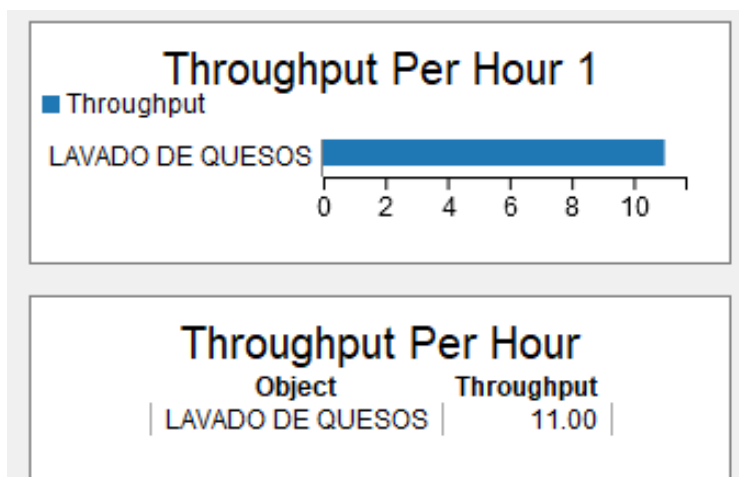 Throughput Per Hour 1
Throughput
LAVADO DE QUESOS
0 2 4 6 8 10
Throughput Per Hour
Object Throughput
LAVADO DE QUESOS 11.00